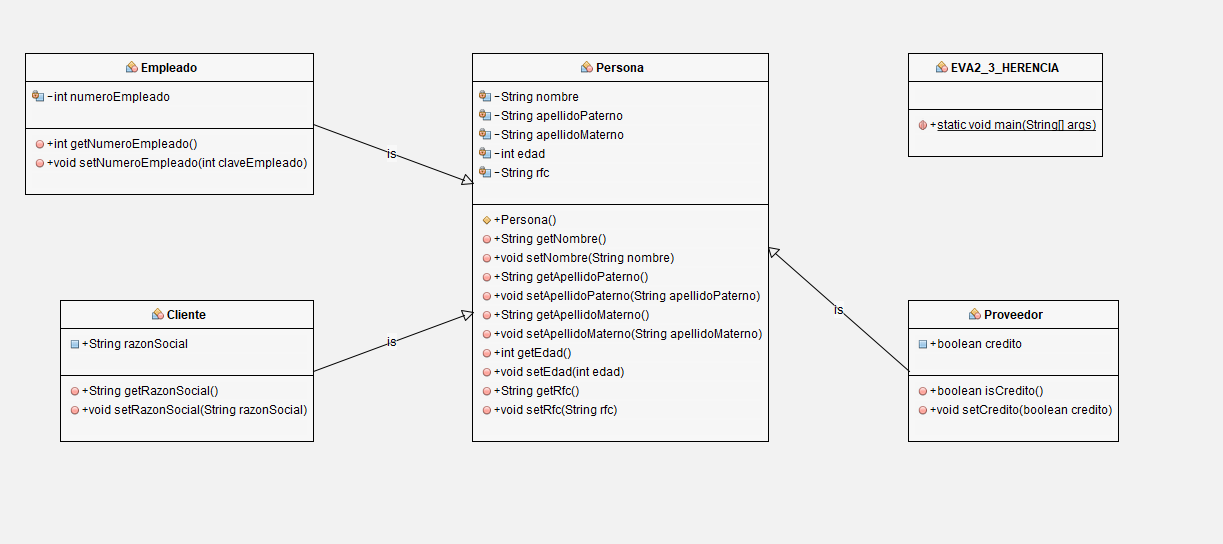 Empleado
-int numeroEmpleado
+int getNumeroEmpleado()
+void setNumeroEmpleado(int claveEmpleado)
is
Persona
-String nombre
-String apellidoPaterno
-String apellidoMaterno
-int edad
-String rfc
+Persona()
+String getNombre()
+void setNombre(String nombre)
+String getApellidoPaterno()
+void setApellidoPaterno(String apellidoPaterno)
+String getApellidoMaterno()
+void setApellidoMaterno(String apellidoMaterno)
+int getEdad()
+void setEdad(int edad)
+String getRfc()
+void setRfc(String rfc)
EVA2_3_HERENCIA
+static void main(String[] args)
Cliente
+String razonSocial
+String getRazonSocial()
+void setRazonSocial(String razonSocial)
is
is
Proveedor
+boolean credito
+boolean isCredito()
+void setCredito(boolean credito)